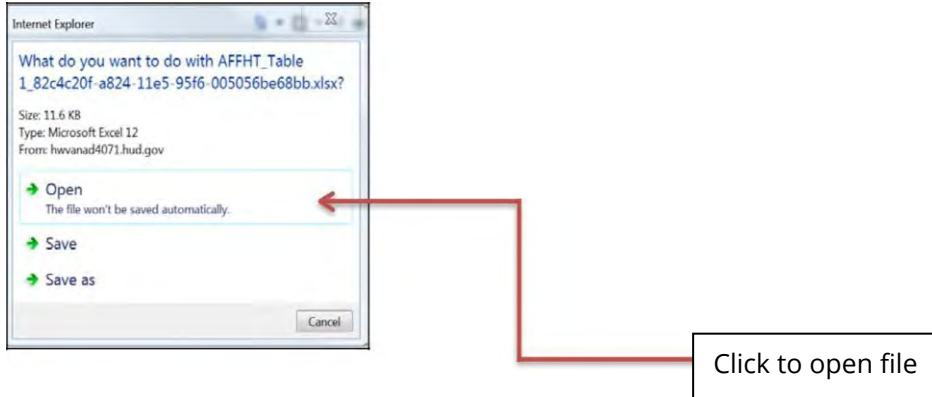 Internet Explorer
What do you want to do with AFFHT_Table
1_82c4c20f-a824-11e5-95f6-005056be68bb.xlsx?
Size: 11.6 KB
Type: Microsoft Excel 12
From: hwvanad4071.hud.gov
Open
The file won't be saved automatically.
Save
Save as
Cancel
Click to open file